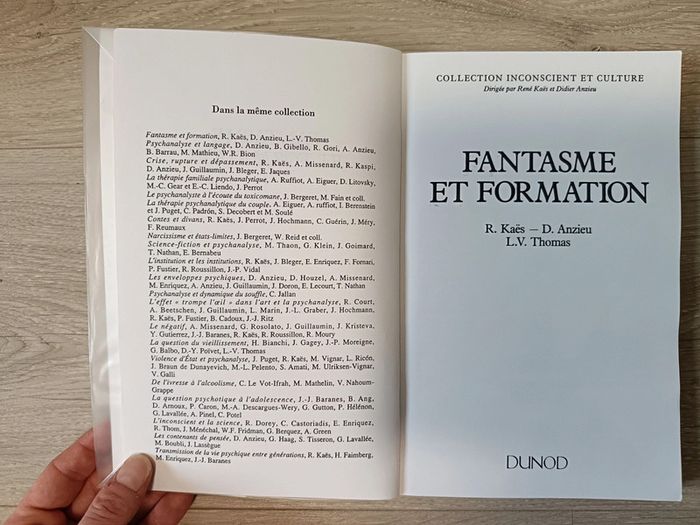 Dans la même collection
Fantasme et formation, R. Kaës, D. Anzieu, L.-V. Thomas
Psychanalyse et langage, D. Anzieu, B. Gibello, R. Gori, A. Anzieu,
B. Barrau, M. Mathieu, W.R. Bion
Crise, rupture et dépassement, R. Kaës, A. Missenard, R. Kaspi,
D. Anzieu, J. Guillaumin, J. Bleger, E. Jaques
La thérapie familiale psychanalytique, A. Ruffiot, A. Eiguer, D. Litovsky,
M.-C. Gear et E.-C. Liendo, J. Perrot
Le psychanalyste à l'écoute du toxicomane, J. Bergeret, M. Fain et coll.
La thérapie psychanalytique du couple, A. Eiguer, A. ruffiot, I. Berenstein
et J. Puget, C. Padrón, S. Decobert et M. Soulé
Contes et divans, R. Kaës, J. Perrot, J. Hochmann, C. Guérin, J. Méry,
F. Reumaux
Narcissisme et états-limites, J. Bergeret, W. Reid et coll.
Science-fiction et psychanalyse, M. Thaon, G. Klein, J. Goimard,
T. Nathan, E. Bernabeu
L'institution et les institutions, R. Kaës, J. Bleger, E. Enriquez, F. Fornari,
P. Fustier, R. Roussillon, J.-P. Vidal
Les enveloppes psychiques, D. Anzieu, D. Houzel, A. Missenard,
M. Enriquez, A. Anzieu, J. Guillaumin, J. Doron, E. Lecourt, T. Nathan
Psychanalyse et dynamique du souffle, C. Jallan
L'effet « trompe l'œil » dans l'art et la psychanalyse, R. Court,
A. Beetschen, J. Guillaumin, L. Marin, J.-L. Graber, J. Hochmann,
R. Kaës, P. Fustier, B. Cadoux, J.-J. Ritz
Le négatif, A. Missenard, G. Rosolato, J. Guillaumin, J. Kristeva,
Y. Gutierrez, J.-J. Baranes, R. Kaës, R. Roussillon, R. Moury
La question du vieillissement, H. Bianchi, J. Gagey, J.-P. Moreigne,
G. Balbo, D.-Y. Poïvet, L.-V. Thomas
Violence d'État et psychanalyse, J. Puget, R. Kaës, M. Vignar, L. Ricón,
J. Braun de Dunayevich, M.-L. Pelento, S. Amati, M. Ulriksen-Vignar,
V. Galli
De l'ivresse à l'alcoolisme, C. Le Vot-Ifrah, M. Mathelin, V. Nahoum-
Grappe
La question psychotique à l'adolescence, J.-J. Baranes, B. Ang,
D. Arnoux, P. Caron, M.-A. Descargues-Wery, G. Gutton, P. Hélénon,
G. Lavallée, A. Pinel, C. Potel
L'inconscient et la science, R. Dorey, C. Castoriadis, E. Enriquez,
R. Thom, J. Ménéchal, W.F. Fridman, G. Berquez, A. Green
Les contenants de pensée, D. Anzieu, G. Haag, S. Tisseron, G. Lavallée,
M. Boubli, J. Lassègue
Transmission de la vie psychique entre générations, R. Kaës, H. Faimberg,
M. Enriquez, J.-J. Baranes
COLLECTION INCONSCIENT ET CULTURE
Dirigée par René Kaës et Didier Anzieu
FANTASME
ET FORMATION
R. Kaës — D. Anzieu
L.V. Thomas
DUNOD